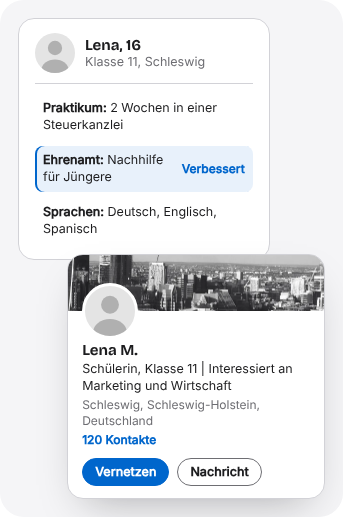 Lena, 16
Klasse 11, Schleswig
Praktikum: 2 Wochen in einer
Steuerkanzlei
Ehrenamt: Nachhilfe
für Jüngere
Verbessert
Sprachen: Deutsch, Englisch,
Spanisch
Lena M.
Schülerin, Klasse 11 | Interessiert an
Marketing und Wirtschaft
Schleswig, Schleswig-Holstein,
Deutschland
120 Kontakte
Vernetzen
Nachricht